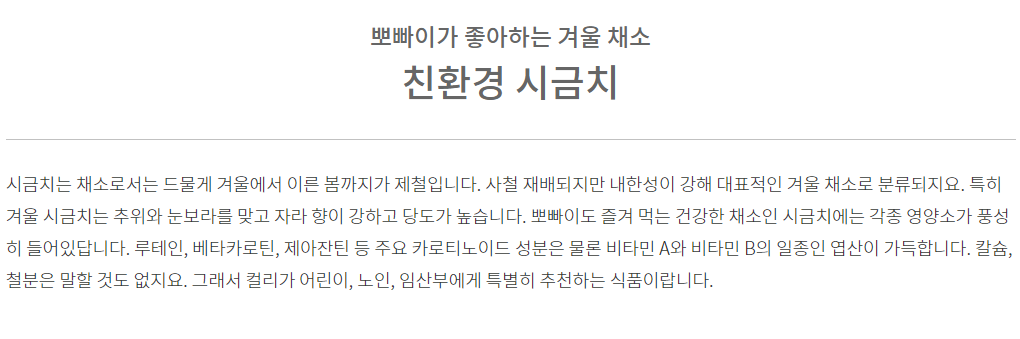 뽀빠이가 좋아하는 겨울 채소
친환경 시금치
시금치는 채소로서는 드물게 겨울에서 이른 봄까지가 제철입니다. 사철 재배되지만 내한성이 강해 대표적인 겨울 채소로 분류되지요. 특히
겨울 시금치는 추위와 눈보라를 맞고 자라 향이 강하고 당도가 높습니다. 뽀빠이도 즐겨 먹는 건강한 채소인 시금치에는 각종 영양소가 풍성
히 들어있답니다. 루테인, 베타카로틴, 제아잔틴 등 주요 카로티노이드 성분은 물론 비타민 A와 비타민 B의 일종인 엽산이 가득합니다. 칼슘,
철분은 말할 것도 없지요. 그래서 컬리가 어린이, 노인, 임산부에게 특별히 추천하는 식품이랍니다.